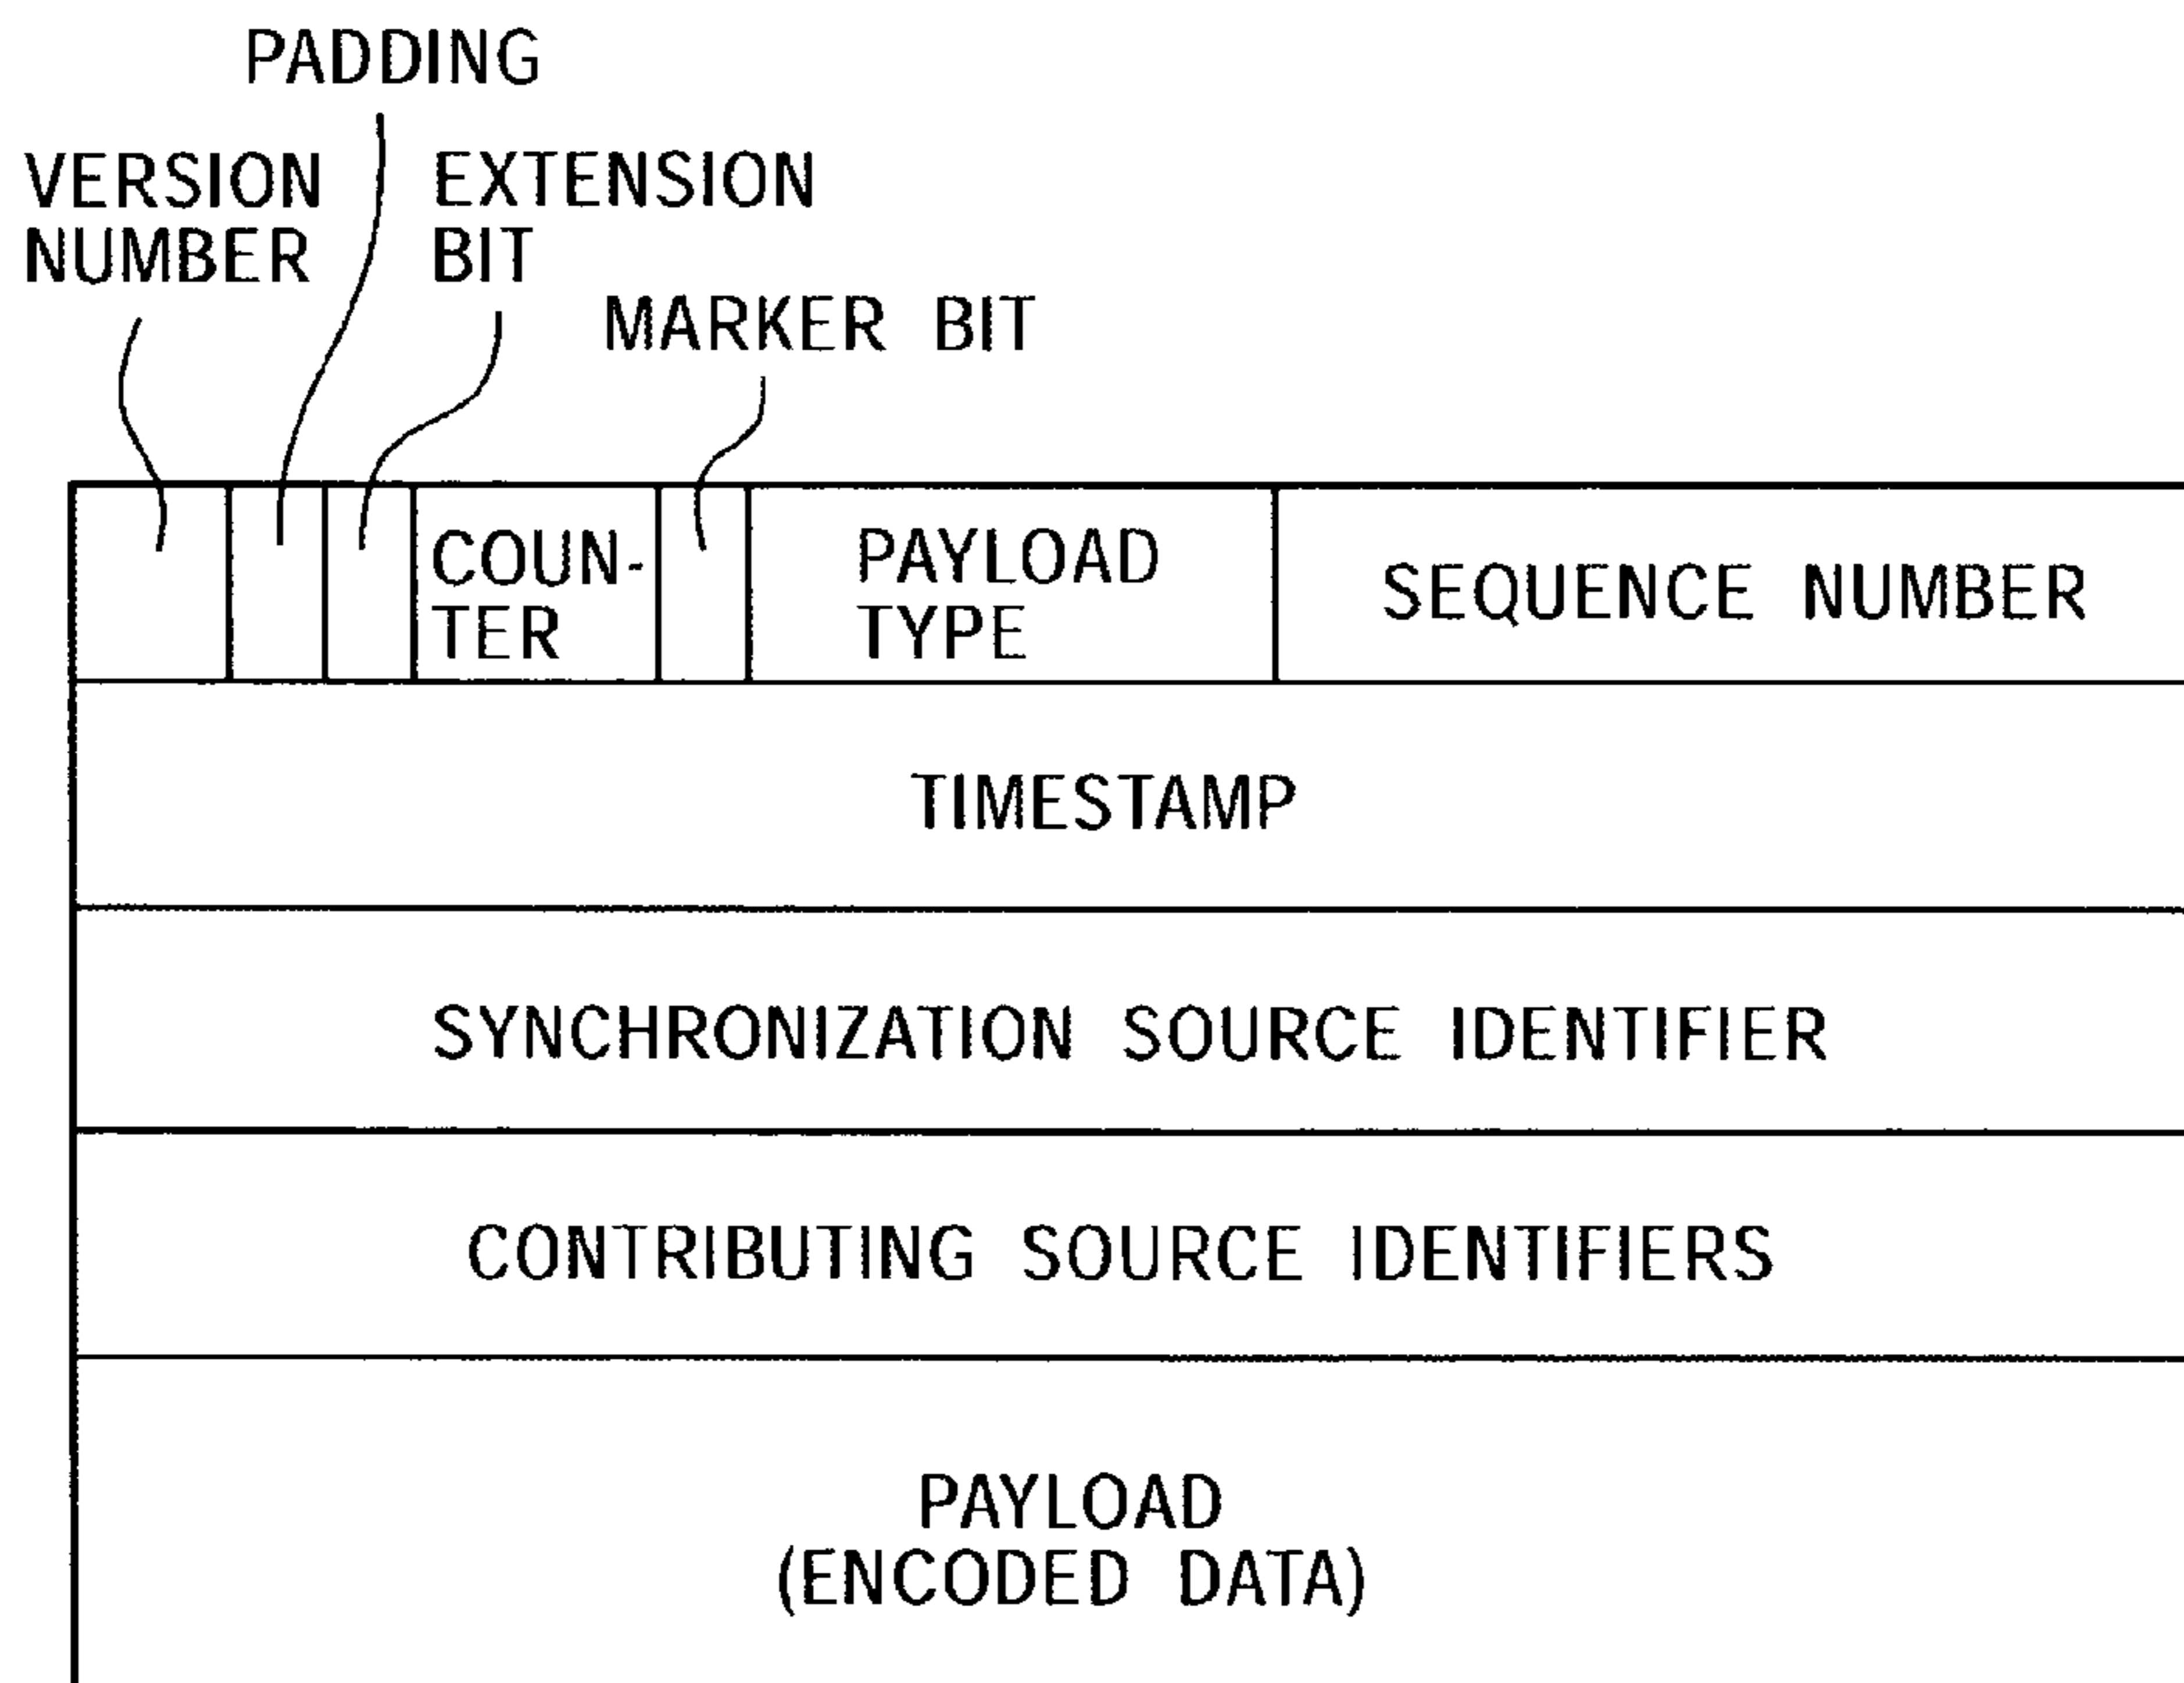 PADDING
VERSION
NUMBER
EXTENSION
BIT
MARKER BIT
COUN-
TER
PAYLOAD
TYPE
SEQUENCE NUMBER
TIMESTAMP
SYNCHRONIZATION SOURCE IDENTIFIER
CONTRIBUTING SOURCE IDENTIFIERS
PAYLOAD
(ENCODED DATA)